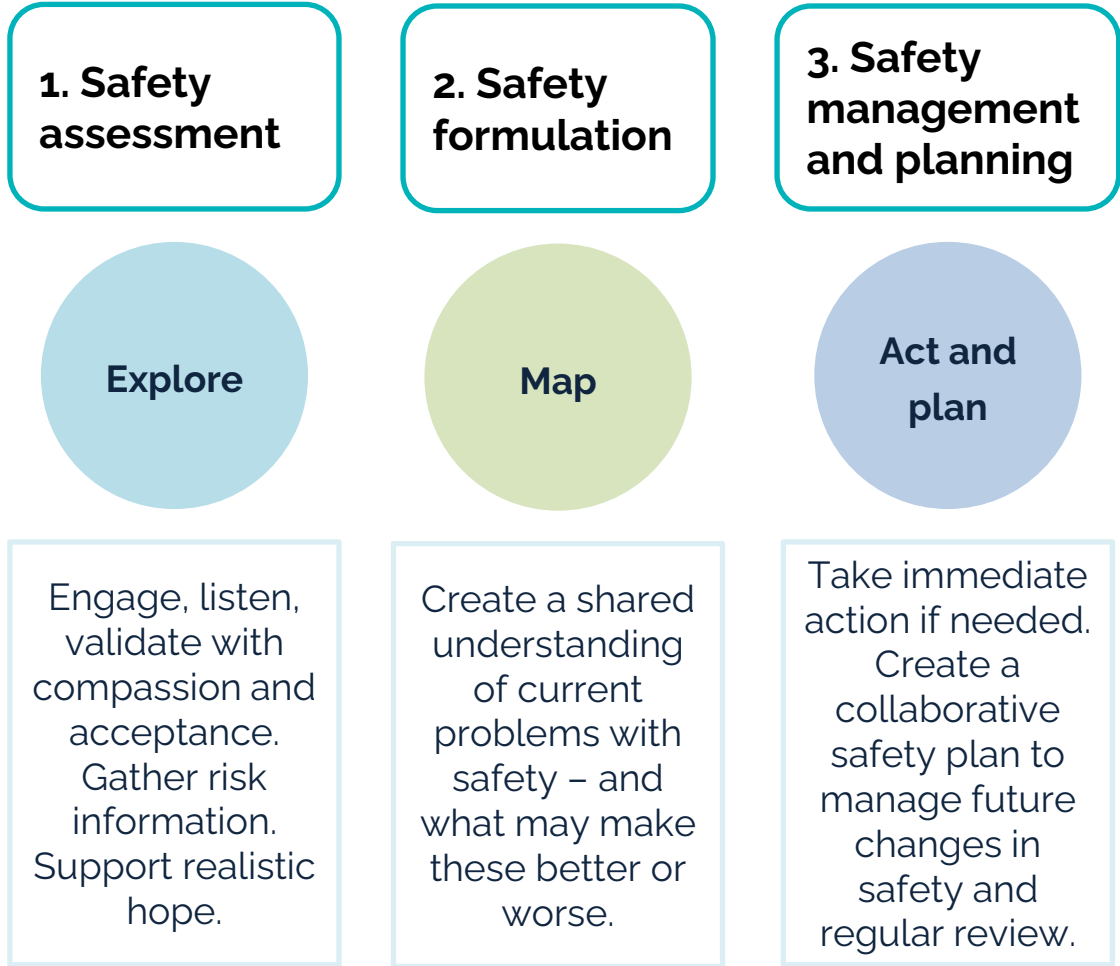 1. Safety
assessment
2. Safety
formulation
3. Safety
management
and planning
Explore
Map
Act and
plan
Engage, listen,
validate with
compassion and
acceptance.
Gather risk
information.
Support realistic
hope.
Create a shared
understanding
of current
problems with
safety – and
what may make
these better or
worse.
Take immediate
action if needed.
Create a
collaborative
safety plan to
manage future
changes in
safety and
regular review.